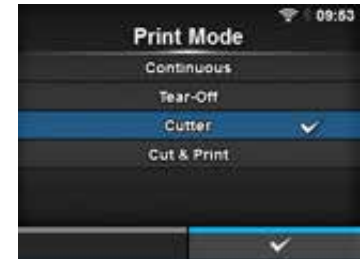 09:53
Print Mode
Continuous
Tear-Off
Cutter
Cut & Print